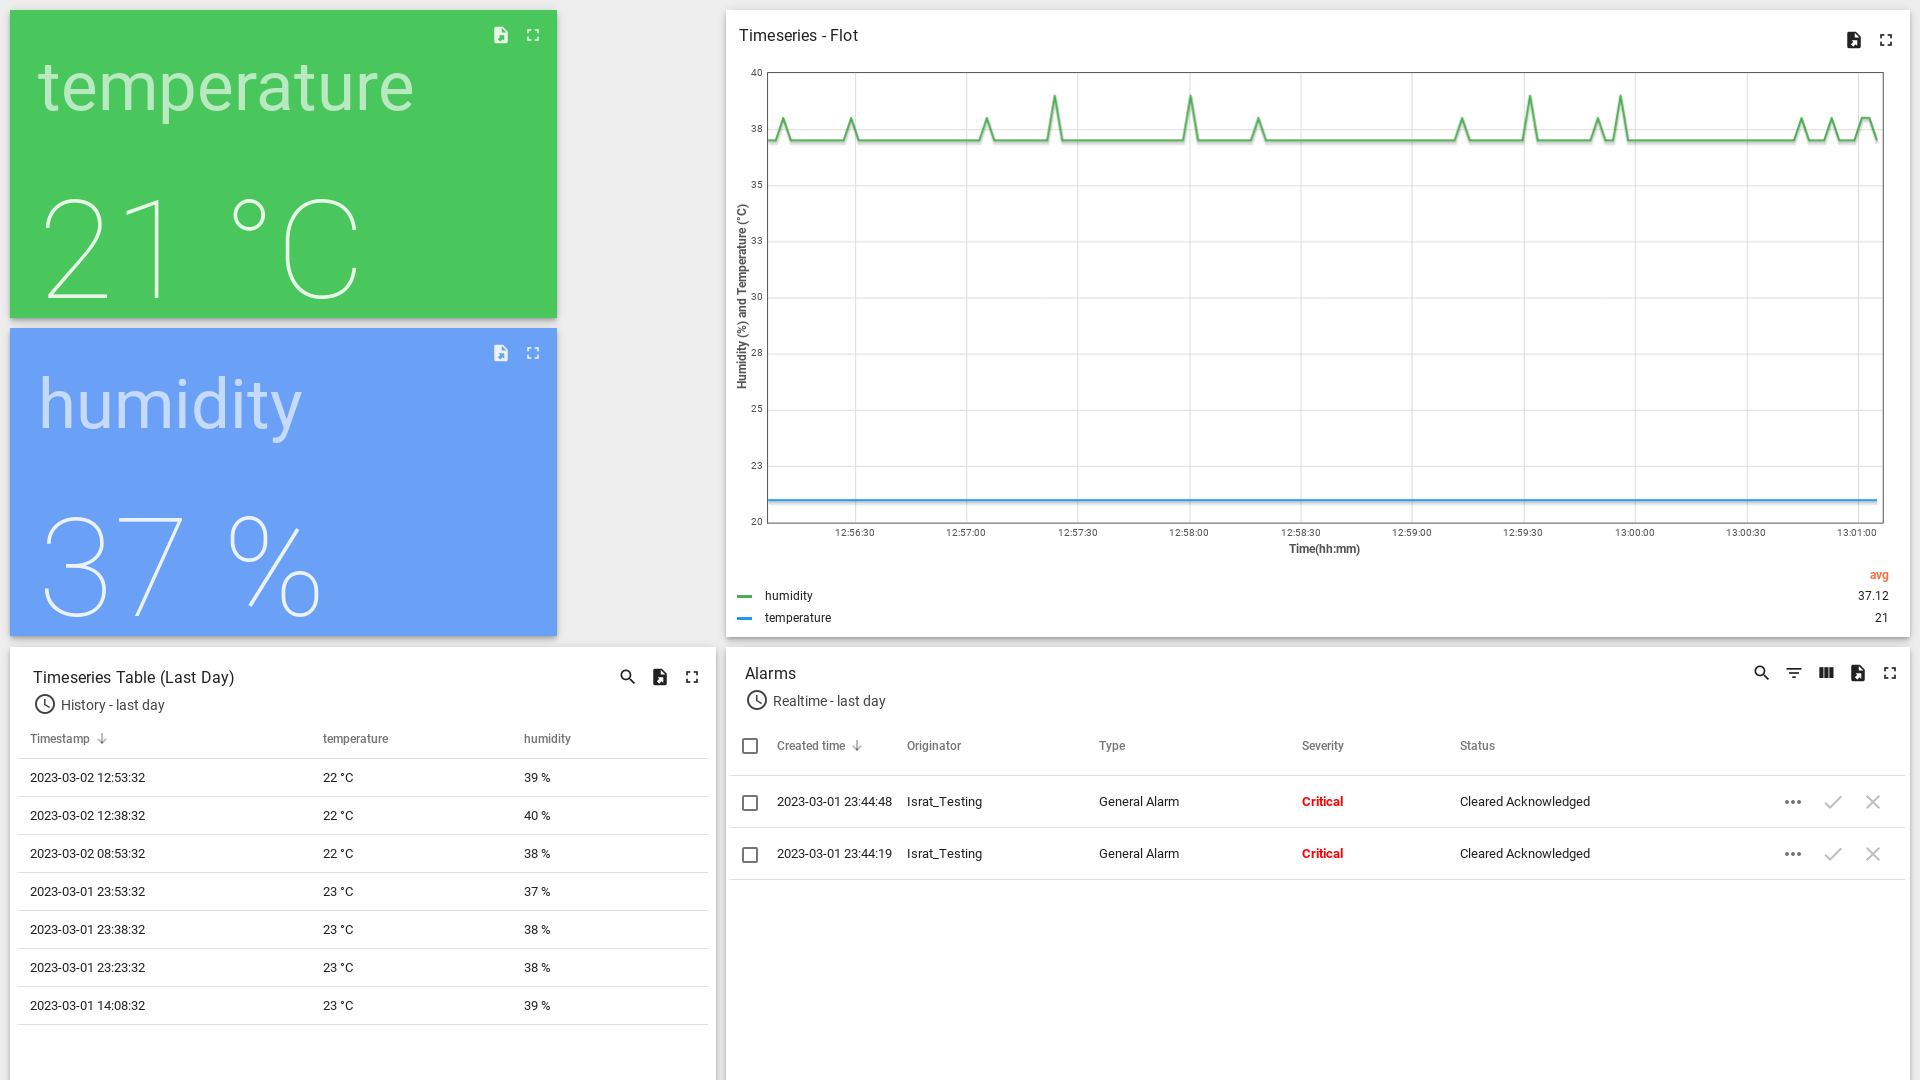 temperature
21 °C
humidity
37 %
Timeseries - Flot
40
38
35
33
30
28
25
23
20
Humidity (%) and Temperature (°C)
12:56:30 12:57:00 12:57:30 12:58:00 12:58:30 12:59:00 12:59:30 13:00:00 13:00:30 13:01:00
Time(hh:mm)
avg
humidity 37.12
temperature 21
Timeseries Table (Last Day)
History - last day
Timestamp temperature humidity
2023-03-02 12:53:32 22 °C 39 %
2023-03-02 12:38:32 22 °C 40 %
2023-03-02 08:53:32 22 °C 38 %
2023-03-01 23:53:32 23 °C 37 %
2023-03-01 23:38:32 23 °C 38 %
2023-03-01 23:23:32 23 °C 38 %
2023-03-01 14:08:32 23 °C 39 %
Alarms
Realtime - last day
Created time Originator Type Severity Status
2023-03-01 23:44:48 Israt_Testing General Alarm Critical Cleared Acknowledged
2023-03-01 23:44:19 Israt_Testing General Alarm Critical Cleared Acknowledged